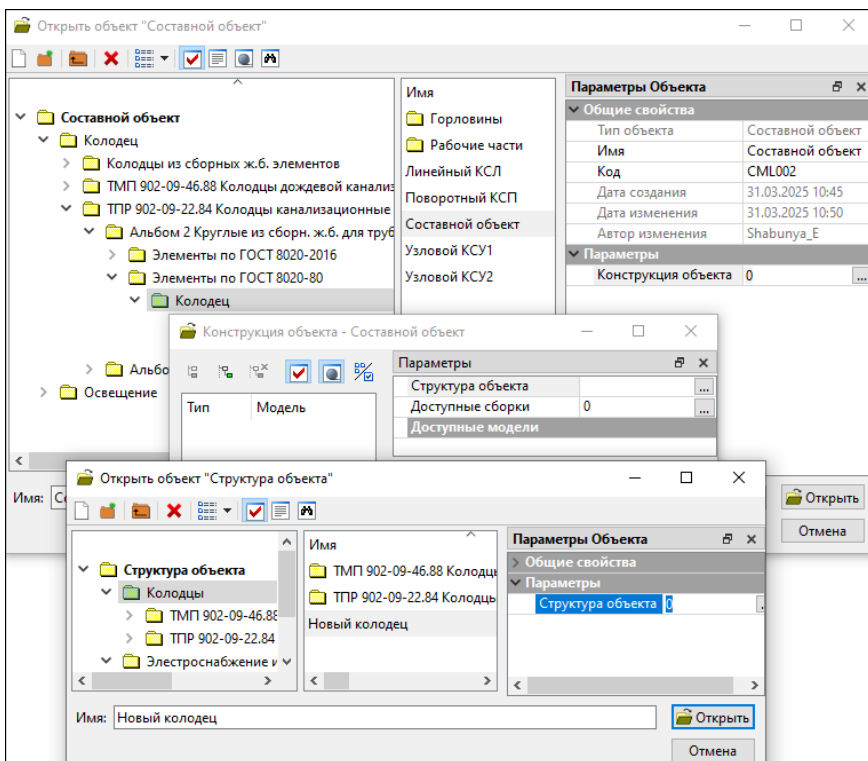 Открыть объект "Составной объект"
Составной объект
Колодец
Колодцы из сборных ж.б. элементов
ТМП 902-09-46.88 Колодцы дождевой канализ
ТПР 902-09-22.84 Колодцы канализационные
Альбом 2 Круглые из сборн. ж.б. для труб
Элементы по ГОСТ 8020-2016
Элементы по ГОСТ 8020-80
Колодец
Альбо
Освещение
Имя
Горловины
Рабочие части
Линейный КСЛ
Поворотный КСП
Составной объект
Узловой КСУ1
Узловой КСУ2
Параметры Объекта
Общие свойства
Тип объекта Составной объект
Имя Составной объект
Код CML002
Дата создания 31.03.2025 10:45
Дата изменения 31.03.2025 10:50
Автор изменения Shabunya_E
Параметры
Конструкция объекта 0 ...
Имя: Со
Открыть
Отмена
Конструкция объекта - Составной объект
Тип Модель
Параметры
Структура объекта ...
Доступные сборки 0 ...
Доступные модели
Открыть объект "Структура объекта"
Структура объекта
Колодцы
ТМП 902-09-46.88
ТПР 902-09-22.84
Электроснабжение и
Имя
ТМП 902-09-46.88 Колодць
ТПР 902-09-22.84 Колодць
Новый колодец
Параметры Объекта
Общие свойства
Параметры
Структура объекта 0
Имя: Новый колодец
Открыть
Отмена